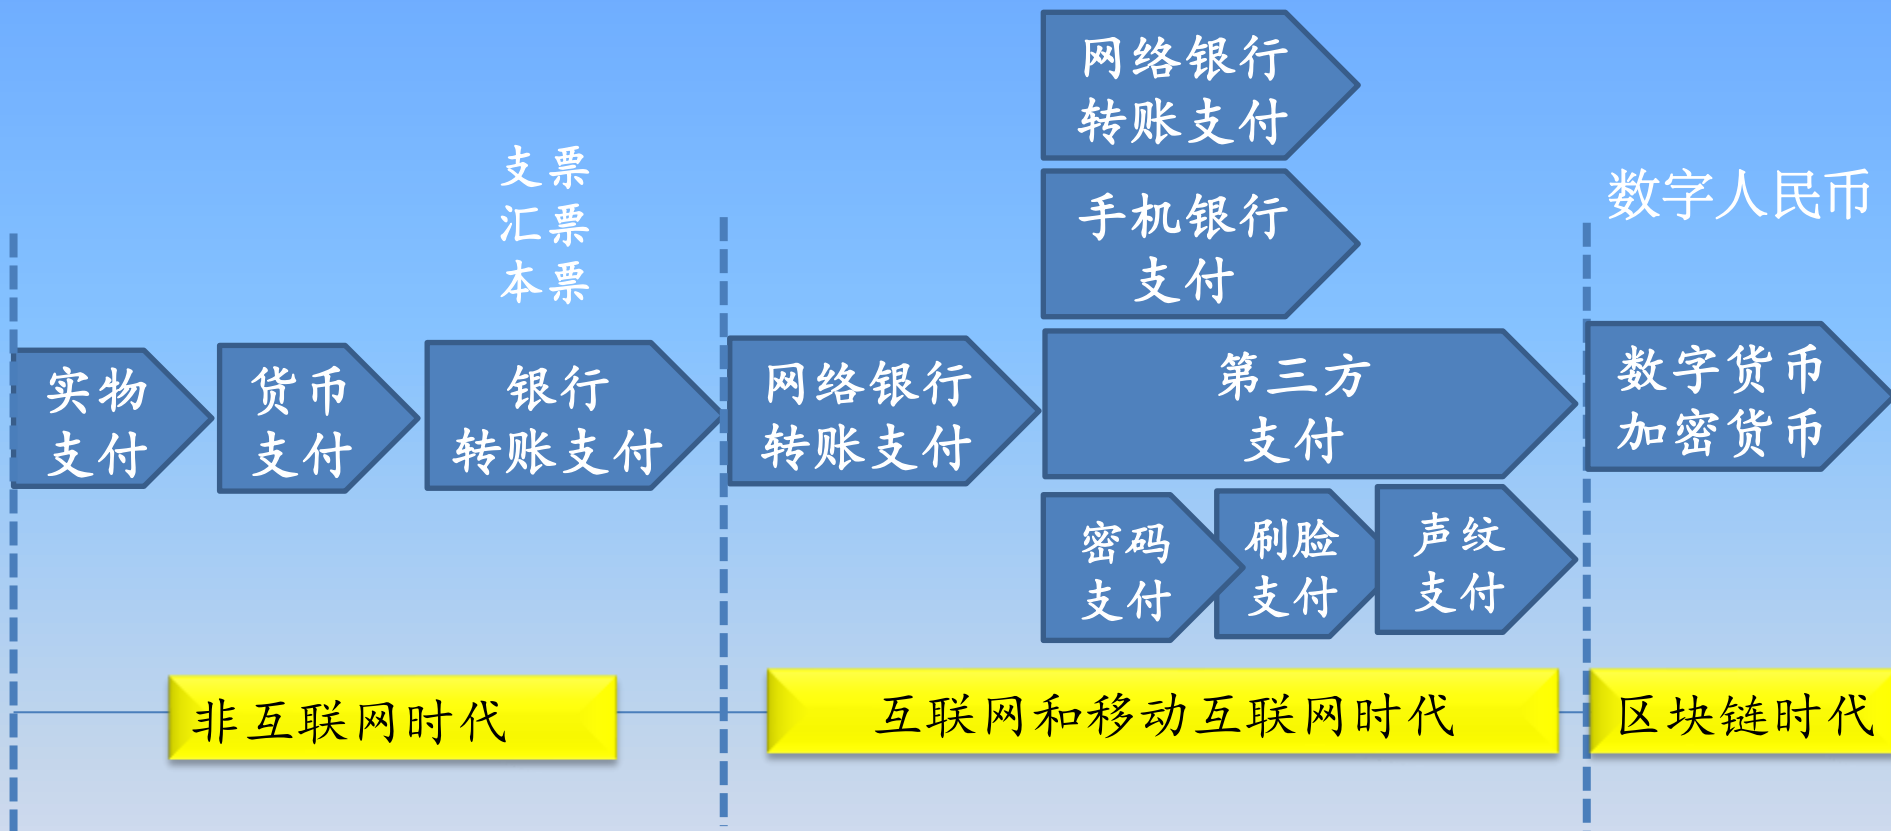 网络银行
转账支付
支票
汇票
本票
手机银行
支付
数字人民币
实物
支付
货币
支付
银行
转账支付
网络银行
转账支付
第三方
支付
数字货币
加密货币
密码
支付
刷脸
支付
声纹
支付
非互联网时代
互联网和移动互联网时代
区块链时代